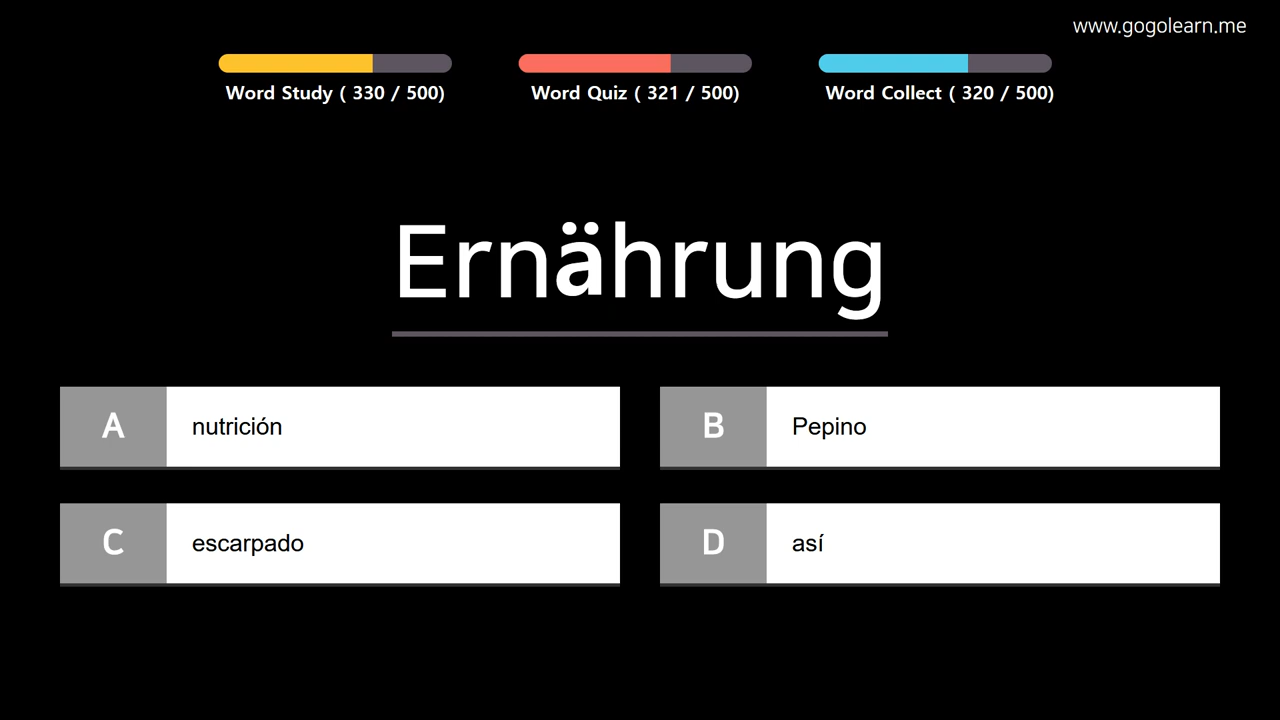 www.gogolearn.me
Word Study ( 330 / 500)
Word Quiz ( 321 / 500)
Word Collect ( 320 / 500)
Ernährung
A nutrición
B Pepino
C escarpado
D así